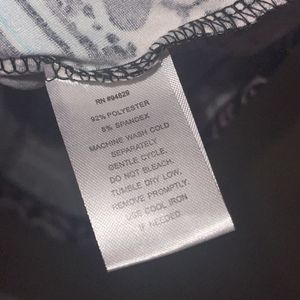 RN #94829
92% POLYESTER
8% SPANDEX
MACHINE WASH COLD
SEPARATELY
GENTLE CYCLE.
DO NOT BLEACH.
TUMBLE DRY LOW,
REMOVE PROMPTLY.
USE COOL IRON
IF NEEDED.